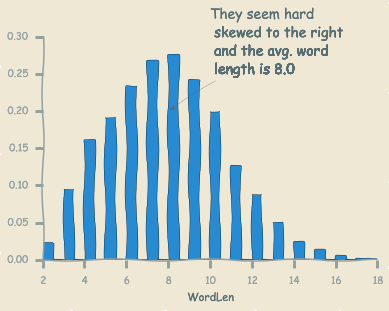 They seem hard
skewed to the right
and the avg. word
length is 8.0
0.30
0.25
0.20
0.15
0.10
0.05
0.00
2 4 6 8 10 12 14 16 18
WordLen